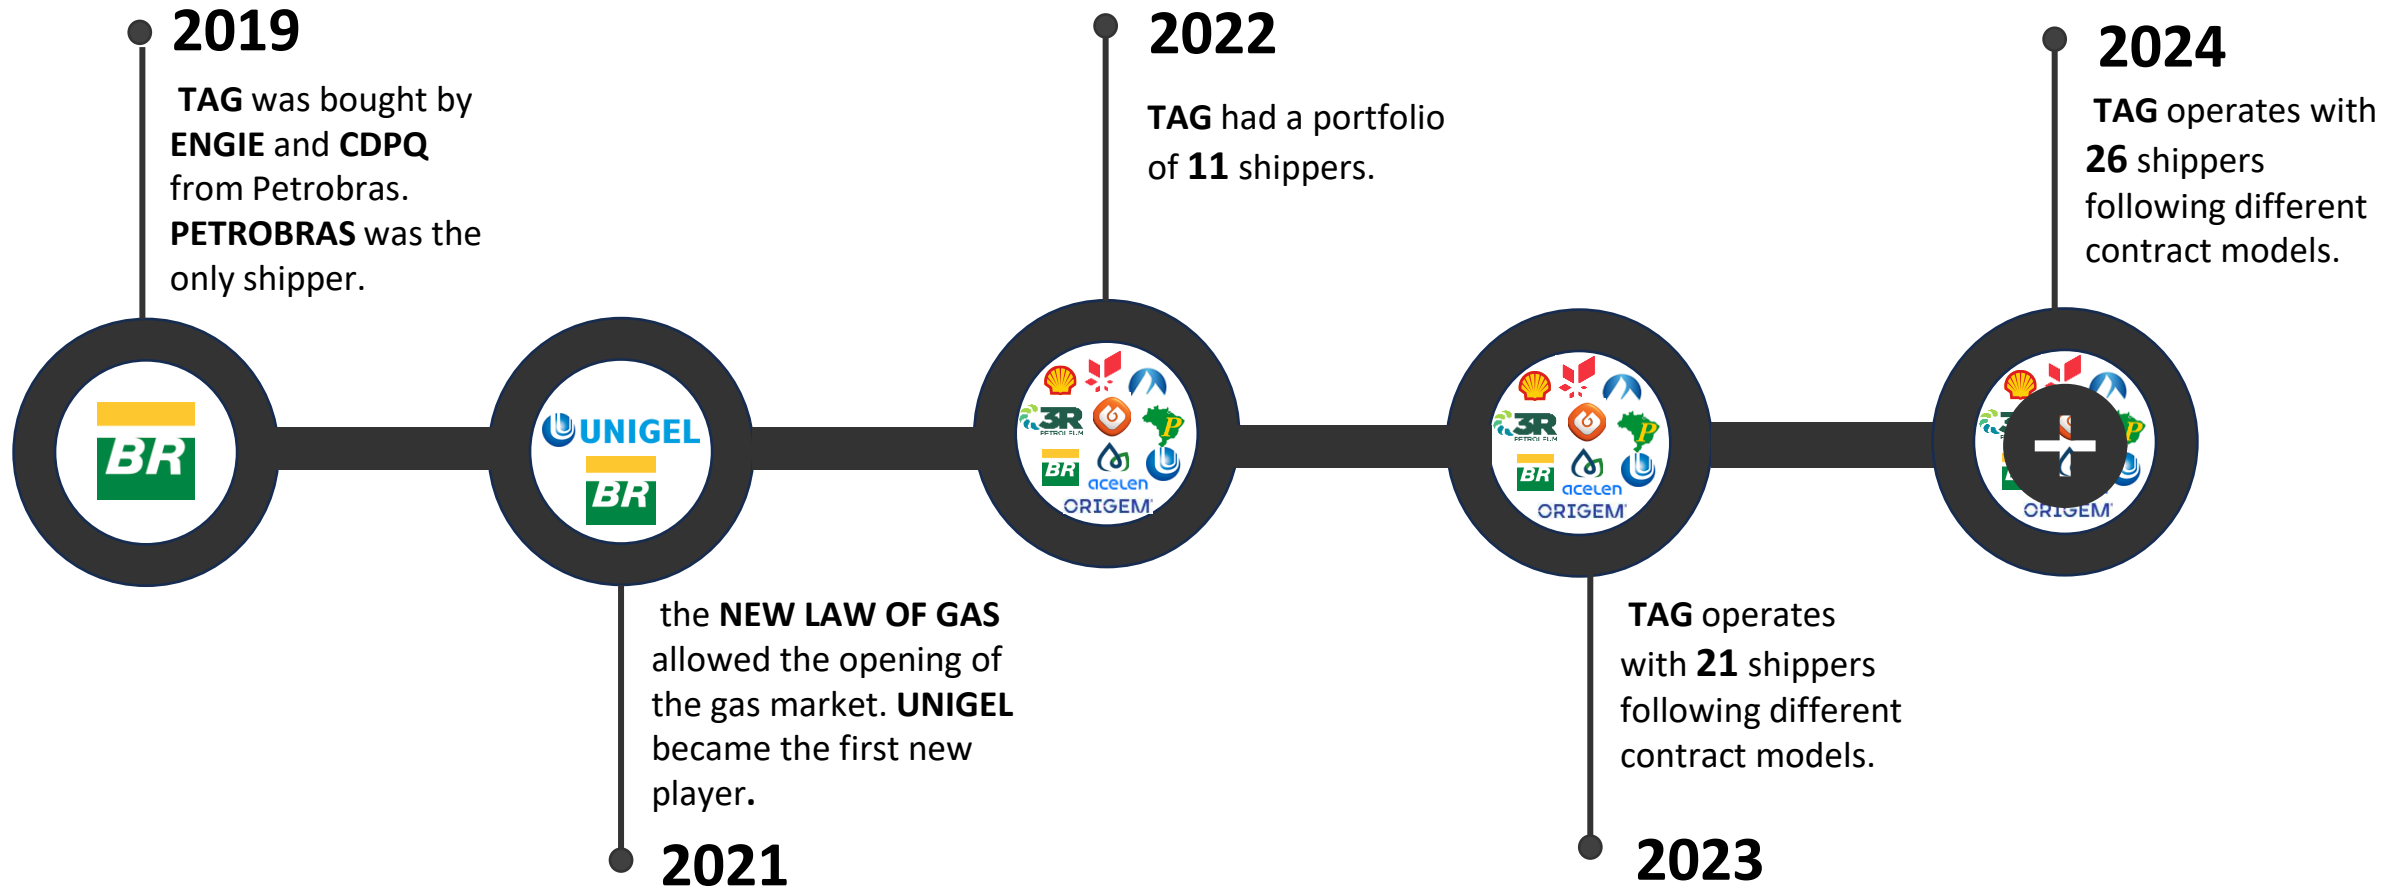 2019
TAG was bought by
ENGIE and CDPQ
from Petrobras.
PETROBRAS was the
only shipper.
BR
UNIGEL
BR
the NEW LAW OF GAS
allowed the opening of
the gas market. UNIGEL
became the first new
player.
2021
2022
TAG had a portfolio
of 11 shippers.
3R
PETROLEUM
P
BR
acelen
ORIGEM
3R
PETROLEUM
P
BR
acelen
ORIGEM
TAG operates
with 21 shippers
following different
contract models.
2023
2024
TAG operates with
26 shippers
following different
contract models.
P
ORIGEM